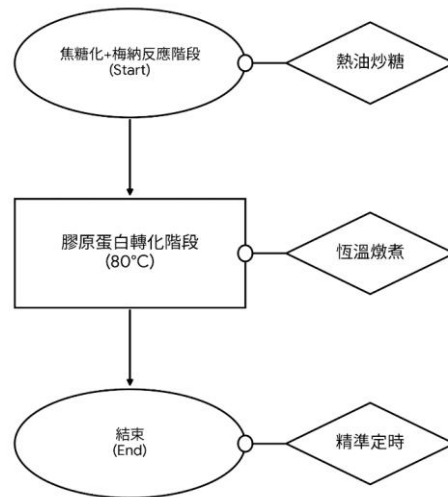 焦糖化+梅納反應階段
(Start)
熱油炒糖
膠原蛋白轉化階段
(80°C)
恆溫燉煮
結束
(End)
精準定時